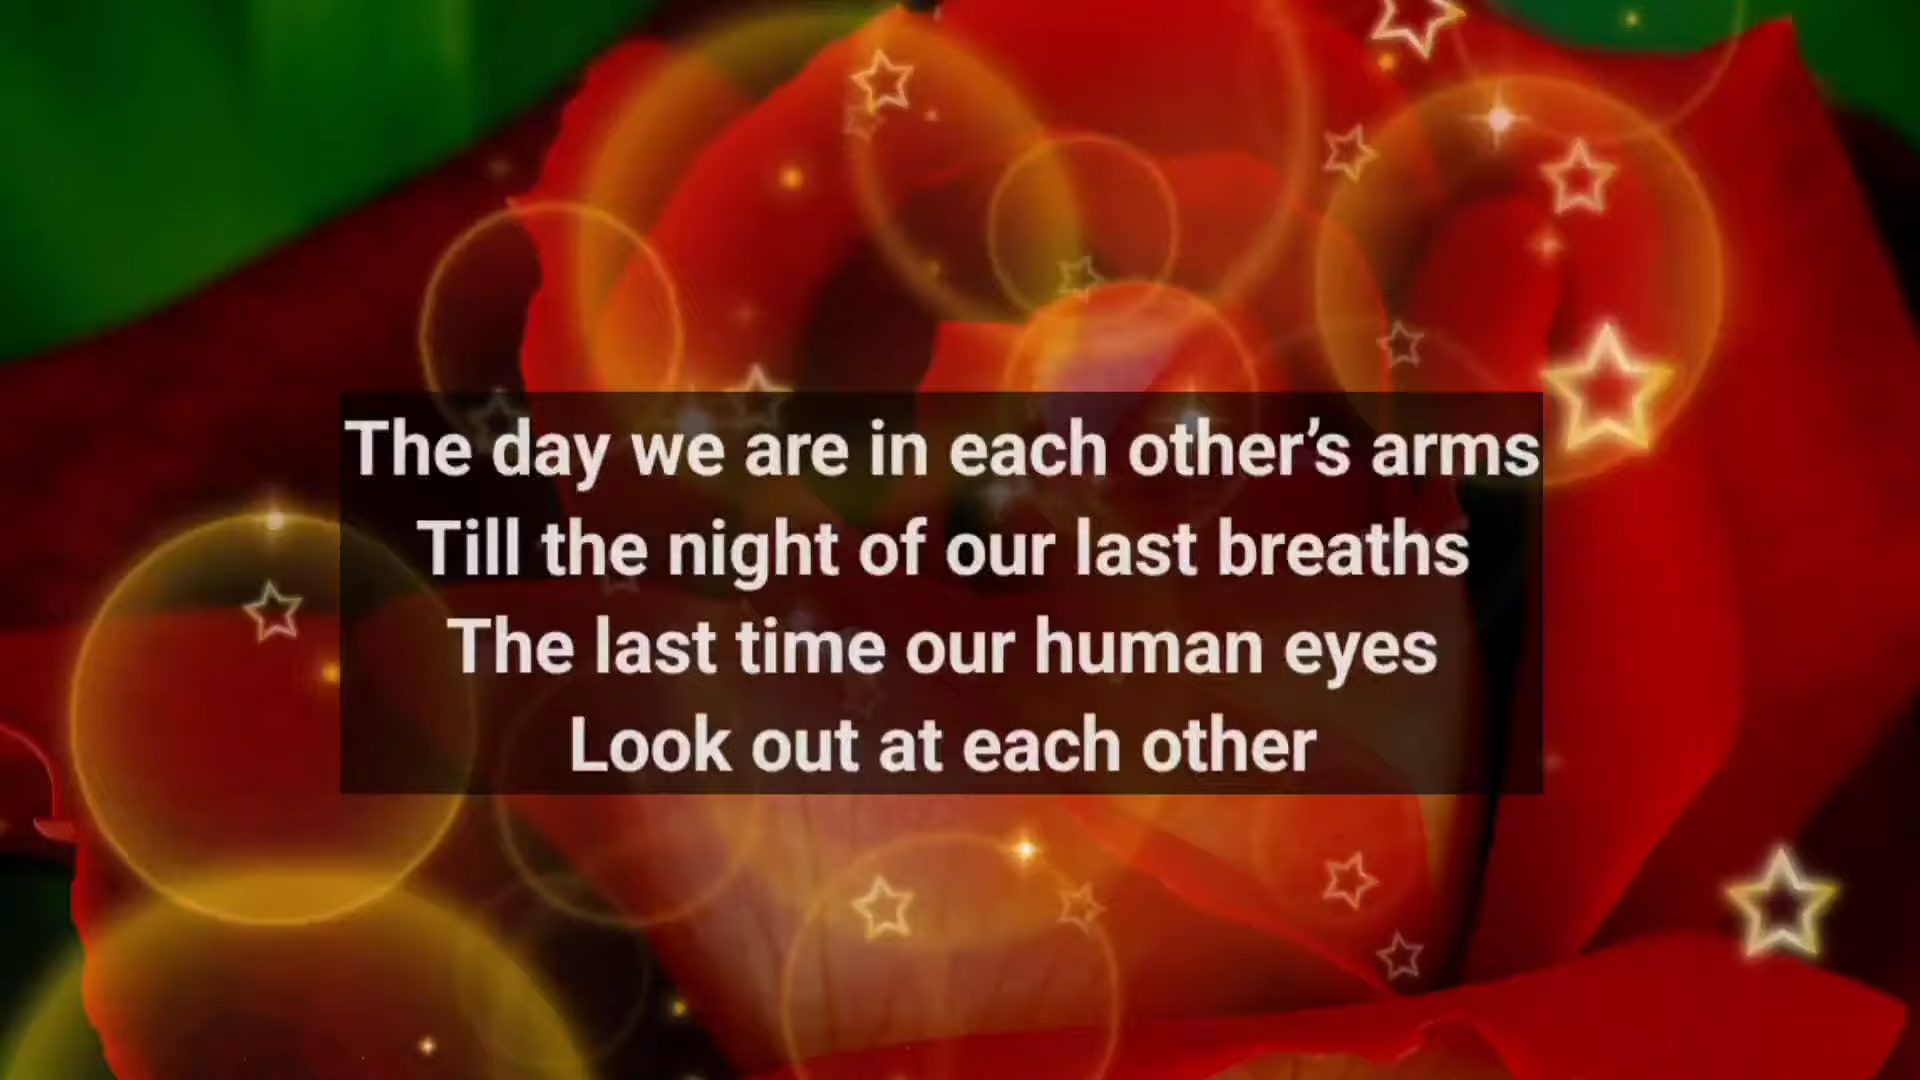 The day we are in each other’s arms
Till the night of our last breaths
The last time our human eyes
Look out at each other